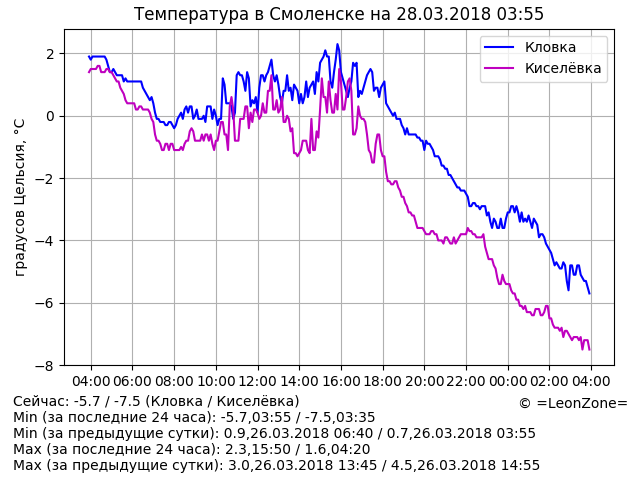 Температура в Смоленске на 28.03.2018 03:55
Кловка
Киселёвка
градусов Цельсия, °C
2
0
−2
−4
−6
−8
04:00 06:00 08:00 10:00 12:00 14:00 16:00 18:00 20:00 22:00 00:00 02:00 04:00
Сейчас: -5.7 / -7.5 (Кловка / Киселёвка)
© =LeonZone=
Min (за последние 24 часа): -5.7,03:55 / -7.5,03:35
Min (за предыдущие сутки): 0.9,26.03.2018 06:40 / 0.7,26.03.2018 03:55
Max (за последние 24 часа): 2.3,15:50 / 1.6,04:20
Max (за предыдущие сутки): 3.0,26.03.2018 13:45 / 4.5,26.03.2018 14:55